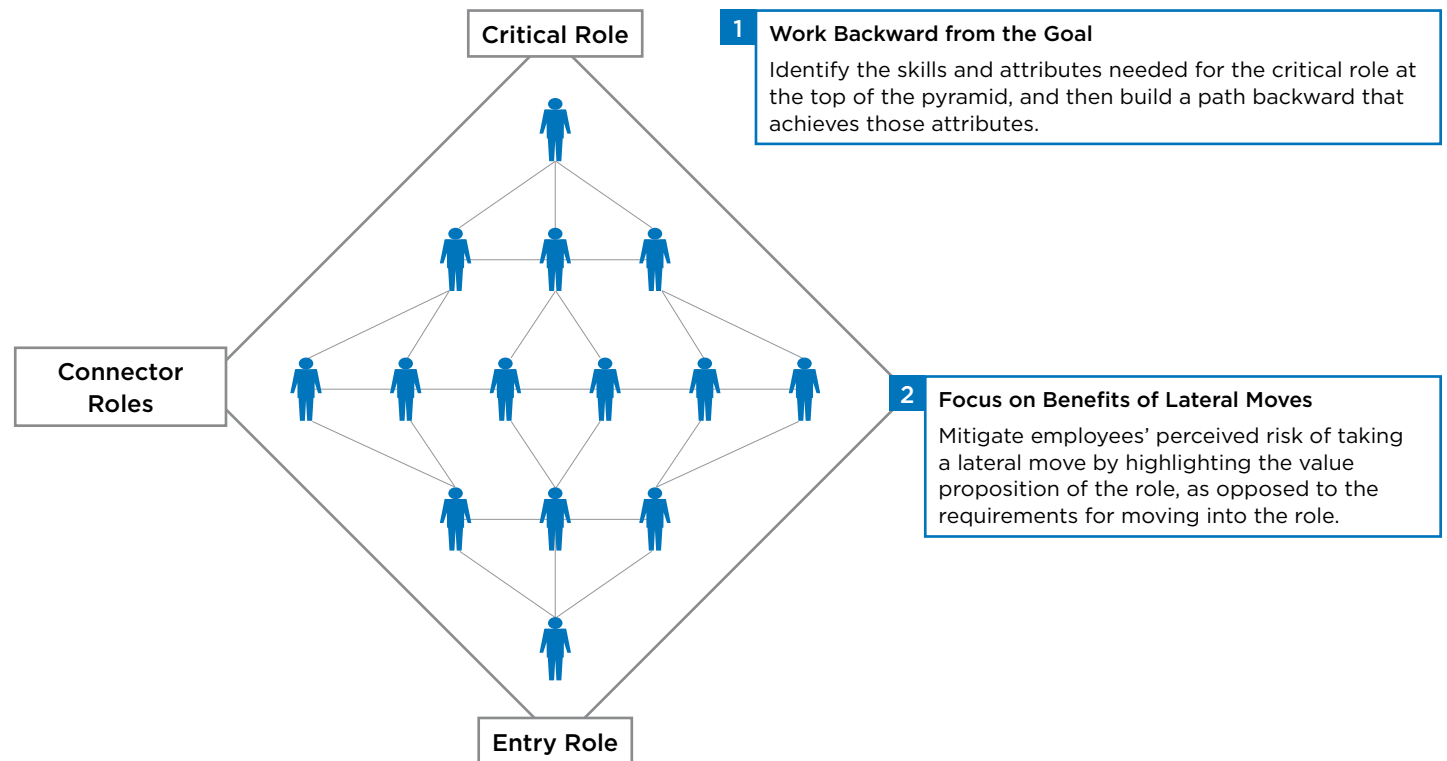 Critical Role
1
Work Backward from the Goal
Identify the skills and attributes needed for the critical role at
the top of the pyramid, and then build a path backward that
achieves those attributes.
Connector
Roles
2
Focus on Benefits of Lateral Moves
Mitigate employees’ perceived risk of taking
a lateral move by highlighting the value
proposition of the role, as opposed to the
requirements for moving into the role.
Entry Role